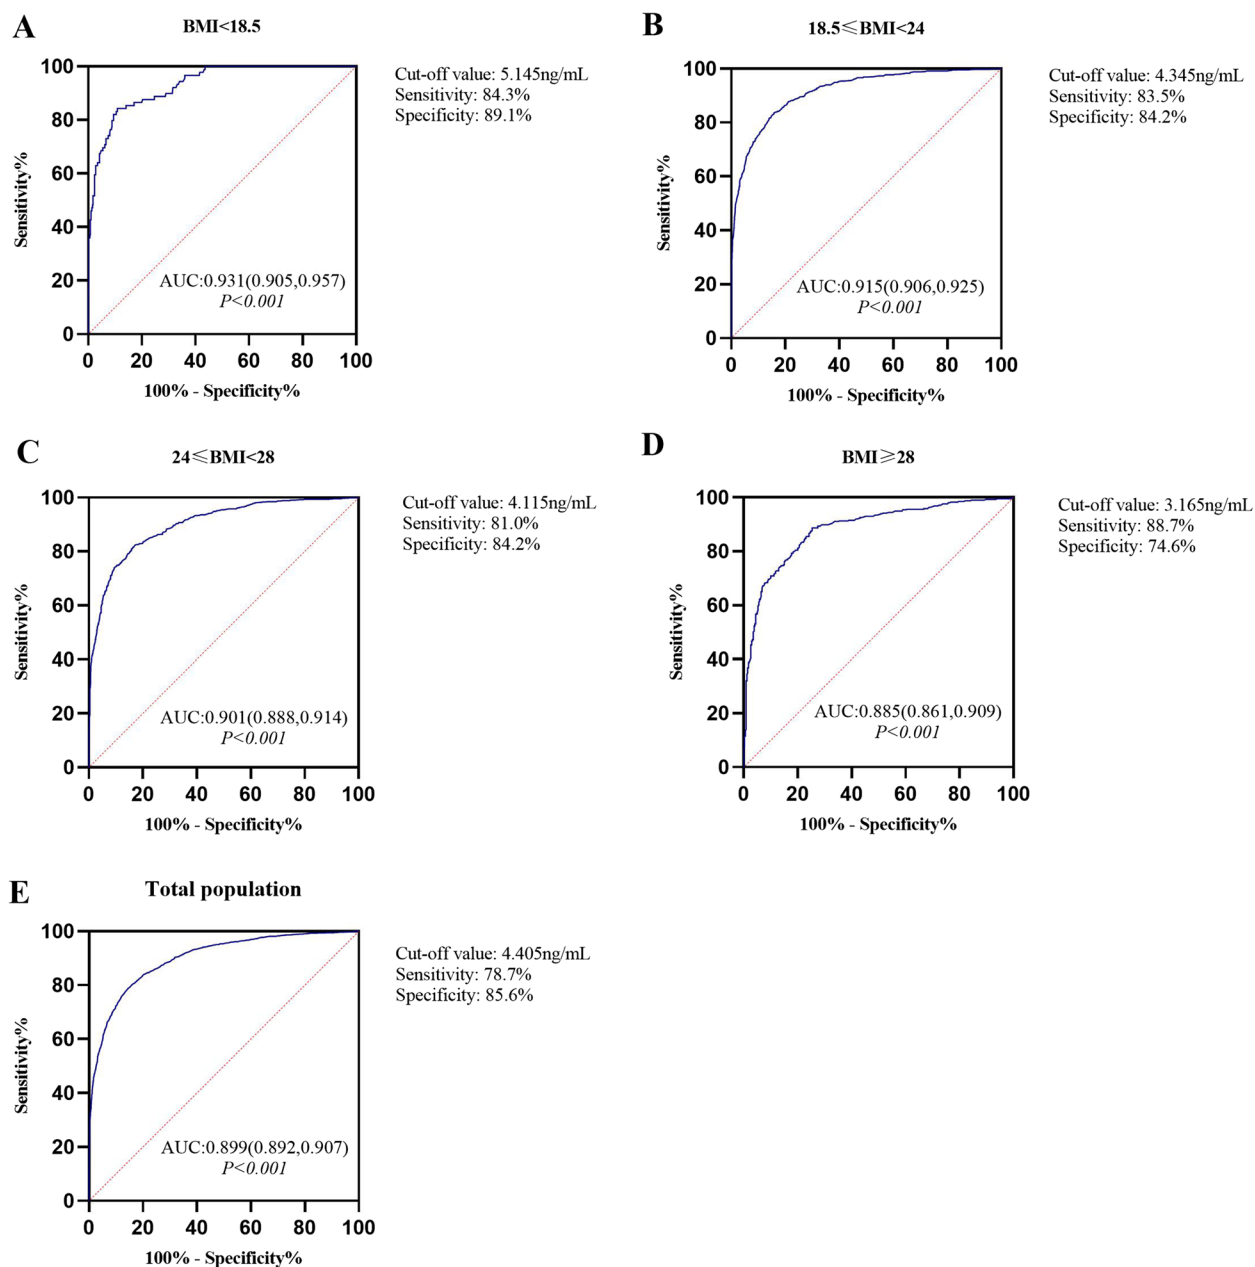 A
BMI<18.5
100
80
60
40
20
0
Sensitivity%
0 20 40 60 80 100
100% - Specificity%
AUC:0.931(0.905,0.957)
P<0.001
Cut-off value: 5.145ng/mL
Sensitivity: 84.3%
Specificity: 89.1%
B
18.5≤BMI<24
100
80
60
40
20
0
Sensitivity%
0 20 40 60 80 100
100% - Specificity%
AUC:0.915(0.906,0.925)
P<0.001
Cut-off value: 4.345ng/mL
Sensitivity: 83.5%
Specificity: 84.2%
C
24≤BMI<28
100
80
60
40
20
0
Sensitivity%
0 20 40 60 80 100
100% - Specificity%
AUC:0.901(0.888,0.914)
P<0.001
Cut-off value: 4.115ng/mL
Sensitivity: 81.0%
Specificity: 84.2%
D
BMI≥28
100
80
60
40
20
0
Sensitivity%
0 20 40 60 80 100
100% - Specificity%
AUC:0.885(0.861,0.909)
P<0.001
Cut-off value: 3.165ng/mL
Sensitivity: 88.7%
Specificity: 74.6%
E
Total population
100
80
60
40
20
0
Sensitivity%
0 20 40 60 80 100
100% - Specificity%
AUC:0.899(0.892,0.907)
P<0.001
Cut-off value: 4.405ng/mL
Sensitivity: 78.7%
Specificity: 85.6%